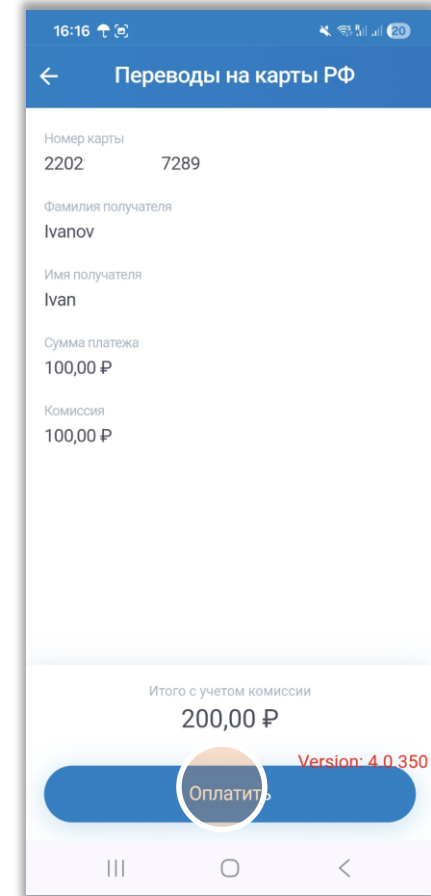 16:16 20
Переводы на карты РФ
Номер карты
2202 7289
Фамилия получателя
Ivanov
Имя получателя
Ivan
Сумма платежа
100,00 ₽
Комиссия
100,00 ₽
Итого с учетом комиссии
200,00 ₽
Version: 4.0.350
Оплатить